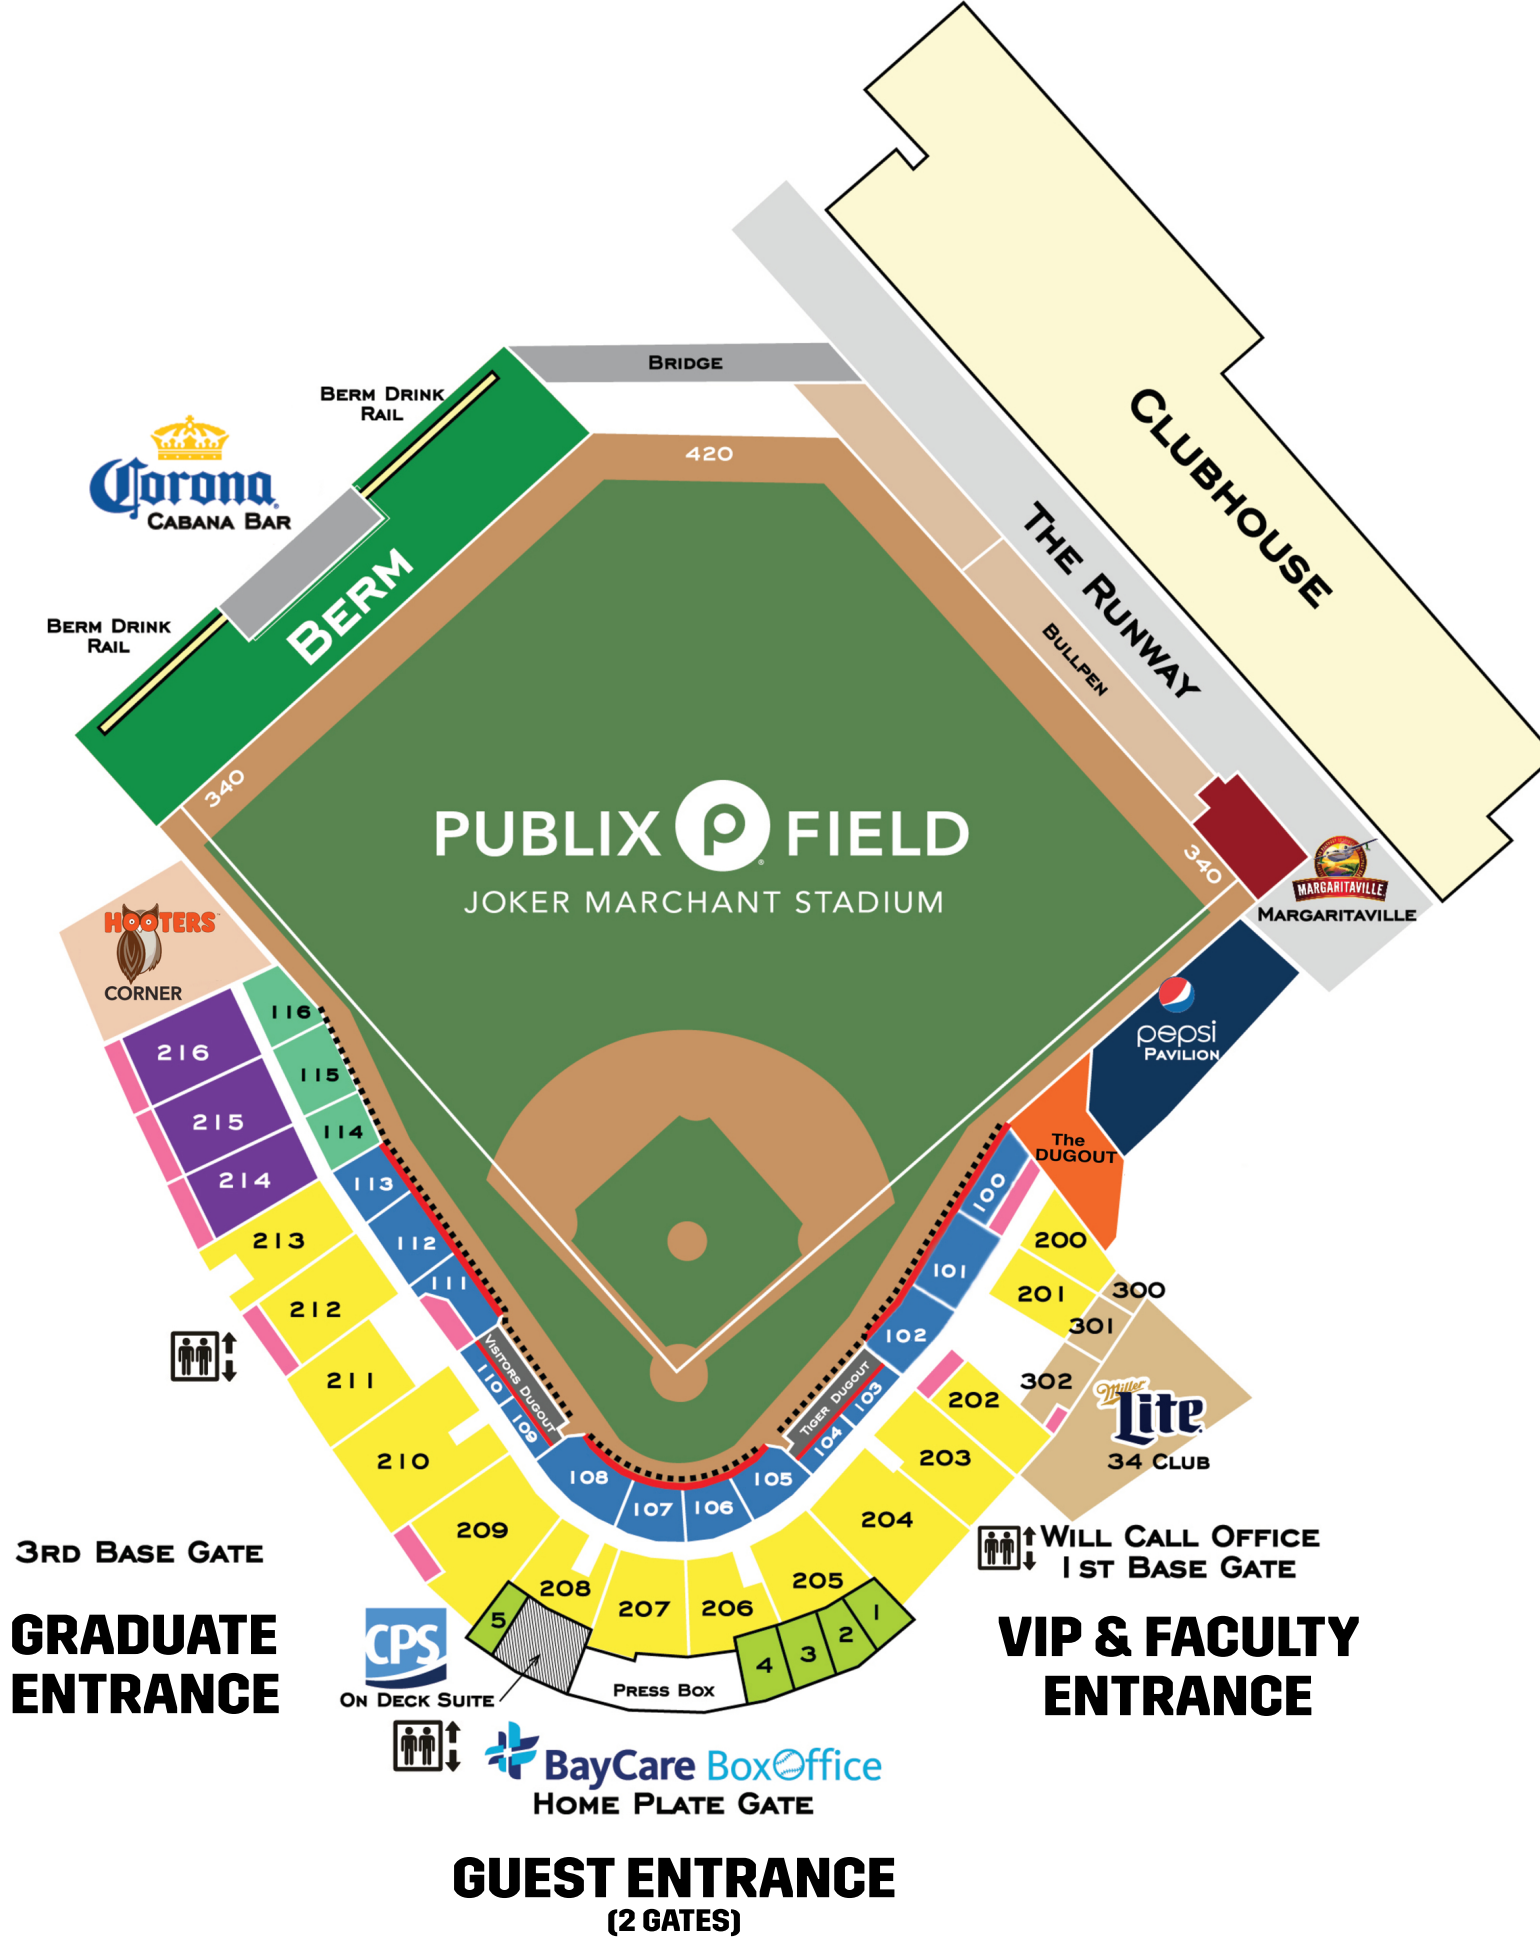 BRIDGE
BERM DRINK
RAIL
Corona
CABANA BAR
420
CLUBHOUSE
THE RUNWAY
BULLPEN
BERM
BERM DRINK
RAIL
340
PUBLIX P FIELD
JOKER MARCHANT STADIUM
340
MARGARITAVILLE
MARGARITAVILLE
HOOTERS
CORNER
pepsi
PAVILION
The
DUGOUT
116
115
114
113
112
111
110
109
108
107
106
105
104
103
102
101
100
VISITORS DUGOUT
TIGER DUGOUT
216
215
214
213
212
211
210
209
208
207
206
205
204
203
202
201
200
300
301
302
Miller
Lite
34 CLUB
5
4
3
2
1
3RD BASE GATE
GRADUATE
ENTRANCE
WILL CALL OFFICE
1ST BASE GATE
VIP & FACULTY
ENTRANCE
CPS
ON DECK SUITE
PRESS BOX
BayCare BoxOffice
HOME PLATE GATE
GUEST ENTRANCE
(2 GATES)